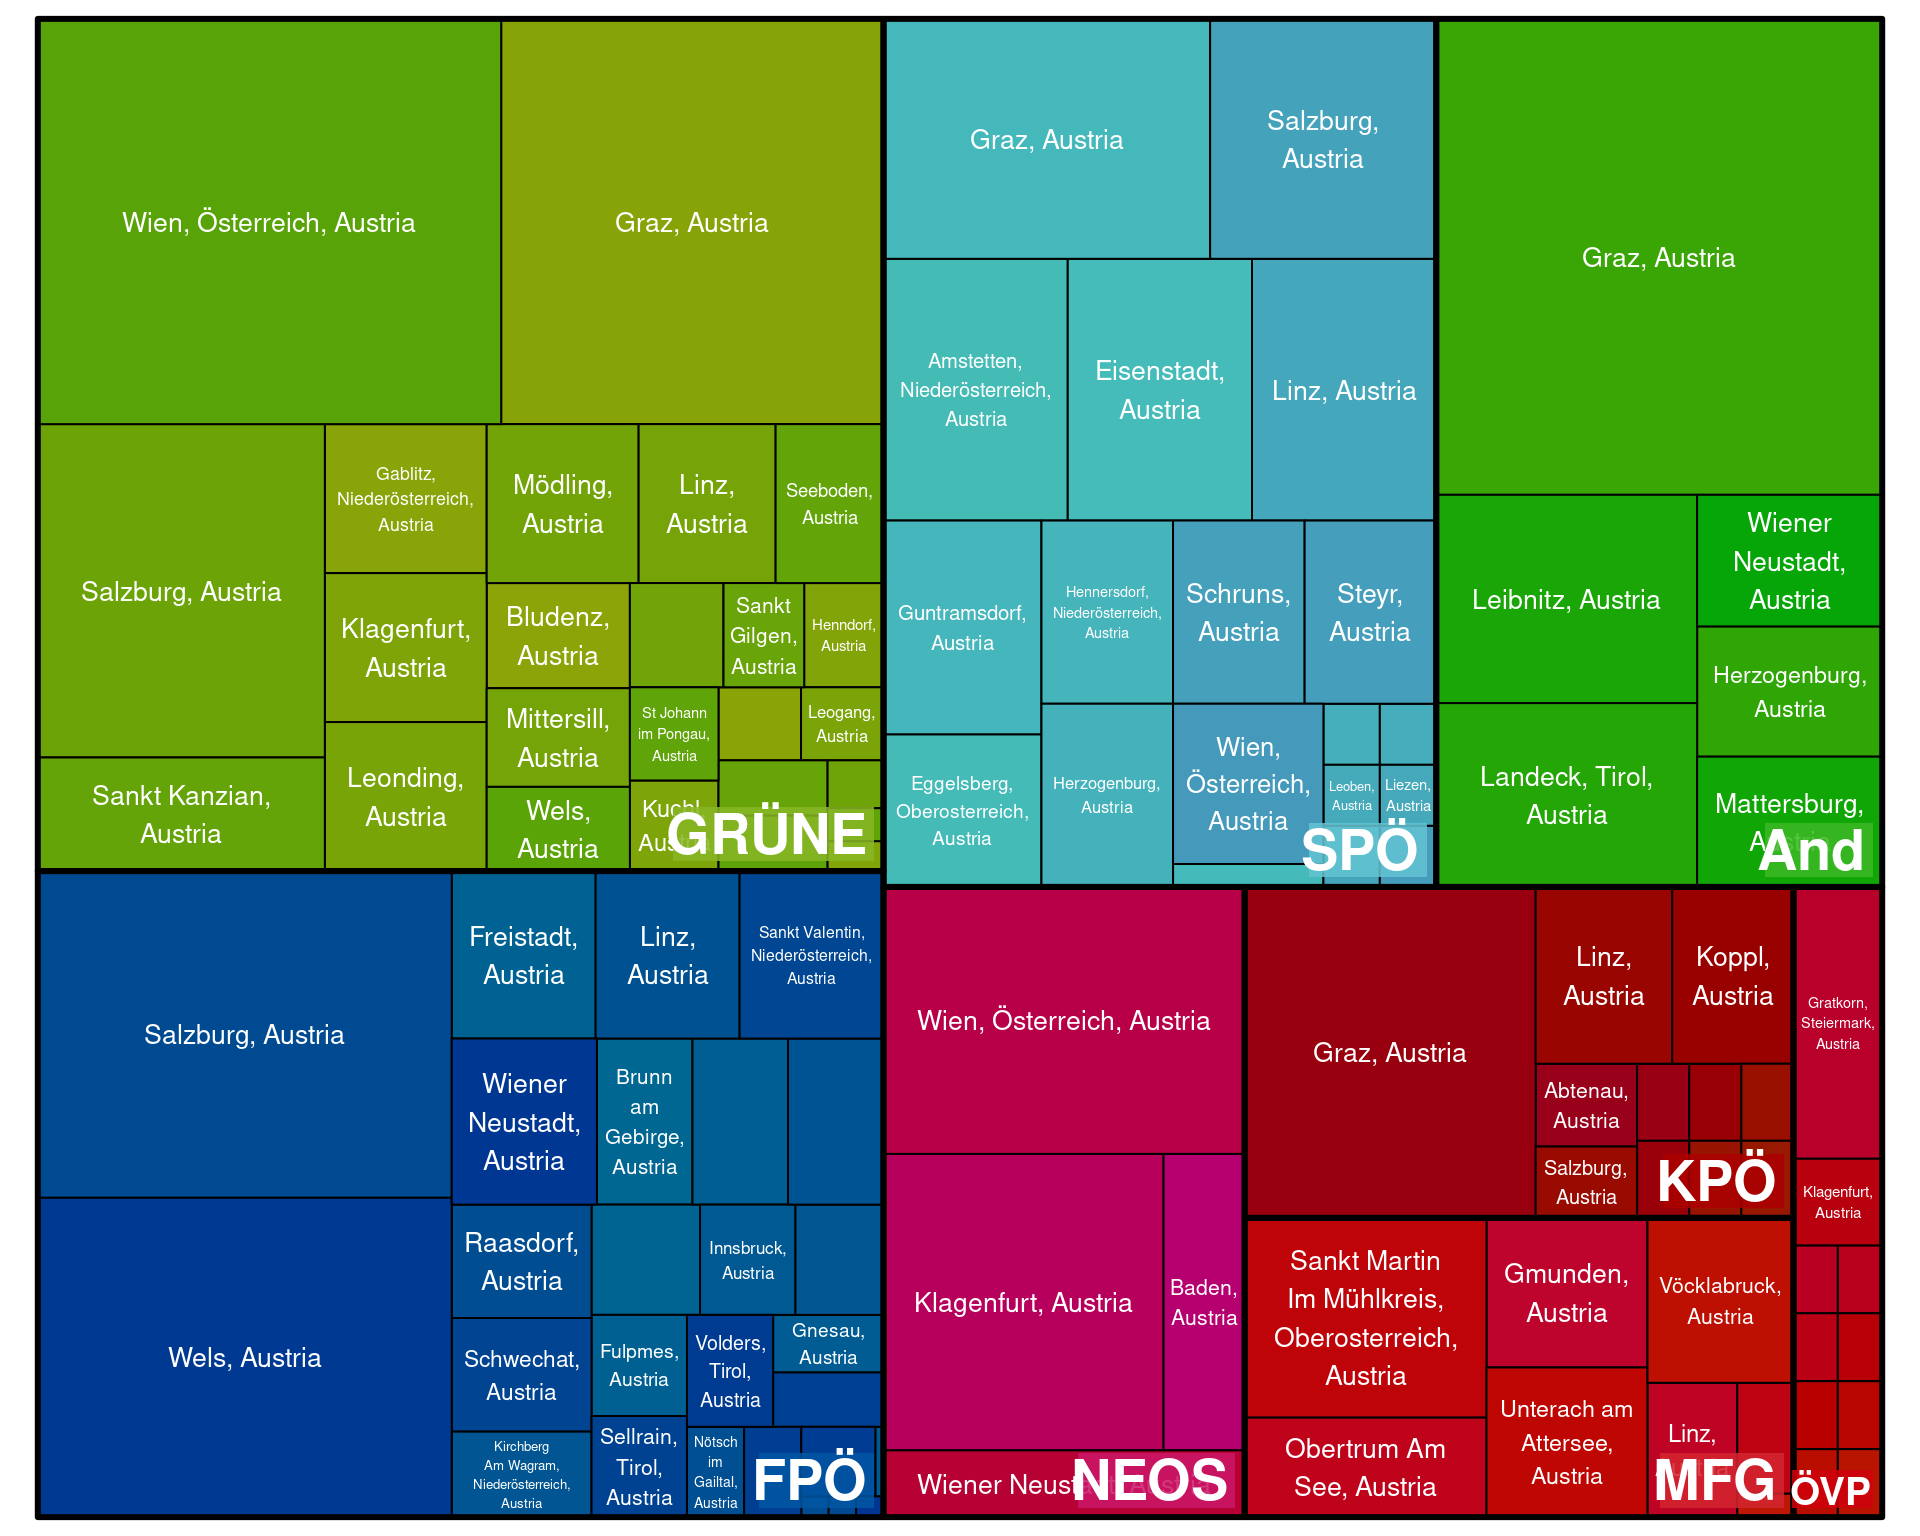 Wien, Österreich, Austria
Graz, Austria
Salzburg, Austria
Gablitz,
Niederösterreich,
Austria
Mödling,
Austria
Linz,
Austria
Seeboden,
Austria
Klagenfurt,
Austria
Bludenz,
Austria
Sankt
Gilgen,
Austria
Henndorf,
Austria
Mittersill,
Austria
St Johann
im Pongau,
Austria
Leogang,
Austria
Sankt Kanzian,
Austria
Leonding,
Austria
Wels,
Austria
Kuchl,
Austria
GRÜNE
Graz, Austria
Salzburg,
Austria
Amstetten,
Niederösterreich,
Austria
Eisenstadt,
Austria
Linz, Austria
Guntramsdorf,
Austria
Hennersdorf,
Niederösterreich,
Austria
Schruns,
Austria
Steyr,
Austria
Eggelsberg,
Oberosterreich,
Austria
Herzogenburg,
Austria
Wien,
Österreich,
Austria
Leoben,
Austria
Liezen,
Austria
SPÖ
Graz, Austria
Leibnitz, Austria
Wiener
Neustadt,
Austria
Herzogenburg,
Austria
Landeck, Tirol,
Austria
Mattersburg,
Austria
And
Salzburg, Austria
Freistadt,
Austria
Linz,
Austria
Sankt Valentin,
Niederösterreich,
Austria
Wiener
Neustadt,
Austria
Brunn
am
Gebirge,
Austria
Wels, Austria
Raasdorf,
Austria
Innsbruck,
Austria
Schwechat,
Austria
Fulpmes,
Austria
Volders,
Tirol,
Austria
Gnesau,
Austria
Kirchberg
Am Wagram,
Niederösterreich,
Austria
Sellrain,
Tirol,
Austria
Nötsch
im
Gailtal,
Austria
FPÖ
Wien, Österreich, Austria
Klagenfurt, Austria
Baden,
Austria
Wiener Neustadt, Austria
NEOS
Graz, Austria
Linz,
Austria
Koppl,
Austria
Abtenau,
Austria
Salzburg,
Austria
KPÖ
Sankt Martin
Im Mühlkreis,
Oberosterreich,
Austria
Gmunden,
Austria
Vöcklabruck,
Austria
Obertrum Am
See, Austria
Unterach am
Attersee,
Austria
Linz,
Austria
MFG
Gratkorn,
Steiermark,
Austria
Klagenfurt,
Austria
ÖVP